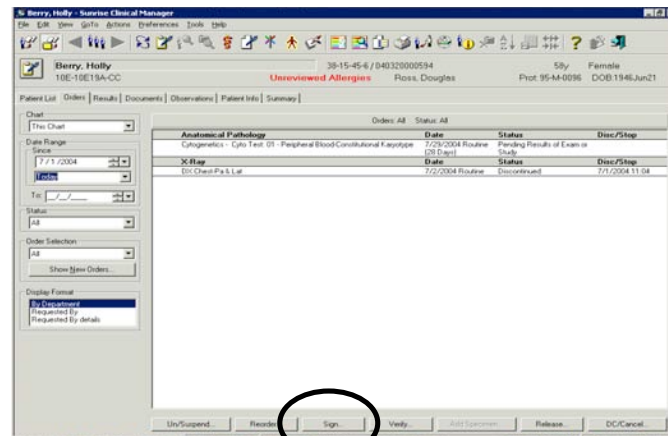 Berry, Holly - Sunrise Clinical Manager
File Edit View GoTo Actions Preferences Tools Help
Berry, Holly 38-15-45-6 / 040320000594 58y Female
10E-10E19A-CC Unreviewed Allergies Ross, Douglas Prot: 95-M-0096 DOB:1946Jun21
Patient List Orders Results Documents Observations Patient Info Summary
Chart
This Chart
Orders: All Status: All
Date Range
Since
7 / 1 /2004
Today
To: __/__/____
Status
All
Order Selection
All
Show New Orders...
Display Format
By Department
Requested By
Requested By details
Anatomical Pathology Date Status Disc/Stop
Cytogenetics - Cyto Test: 01 - Peripheral Blood-Constitutional Karyotype 7/29/2004 Routine Pending Results of Exam or
(28 Days) Study
X-Ray Date Status Disc/Stop
DX Chest-Pa & Lat 7/2/2004 Routine Discontinued 7/1/2004 11:04
Un/Suspend... Reorder... Sign... Verify... Add Specimen... Release... DC/Cancel...